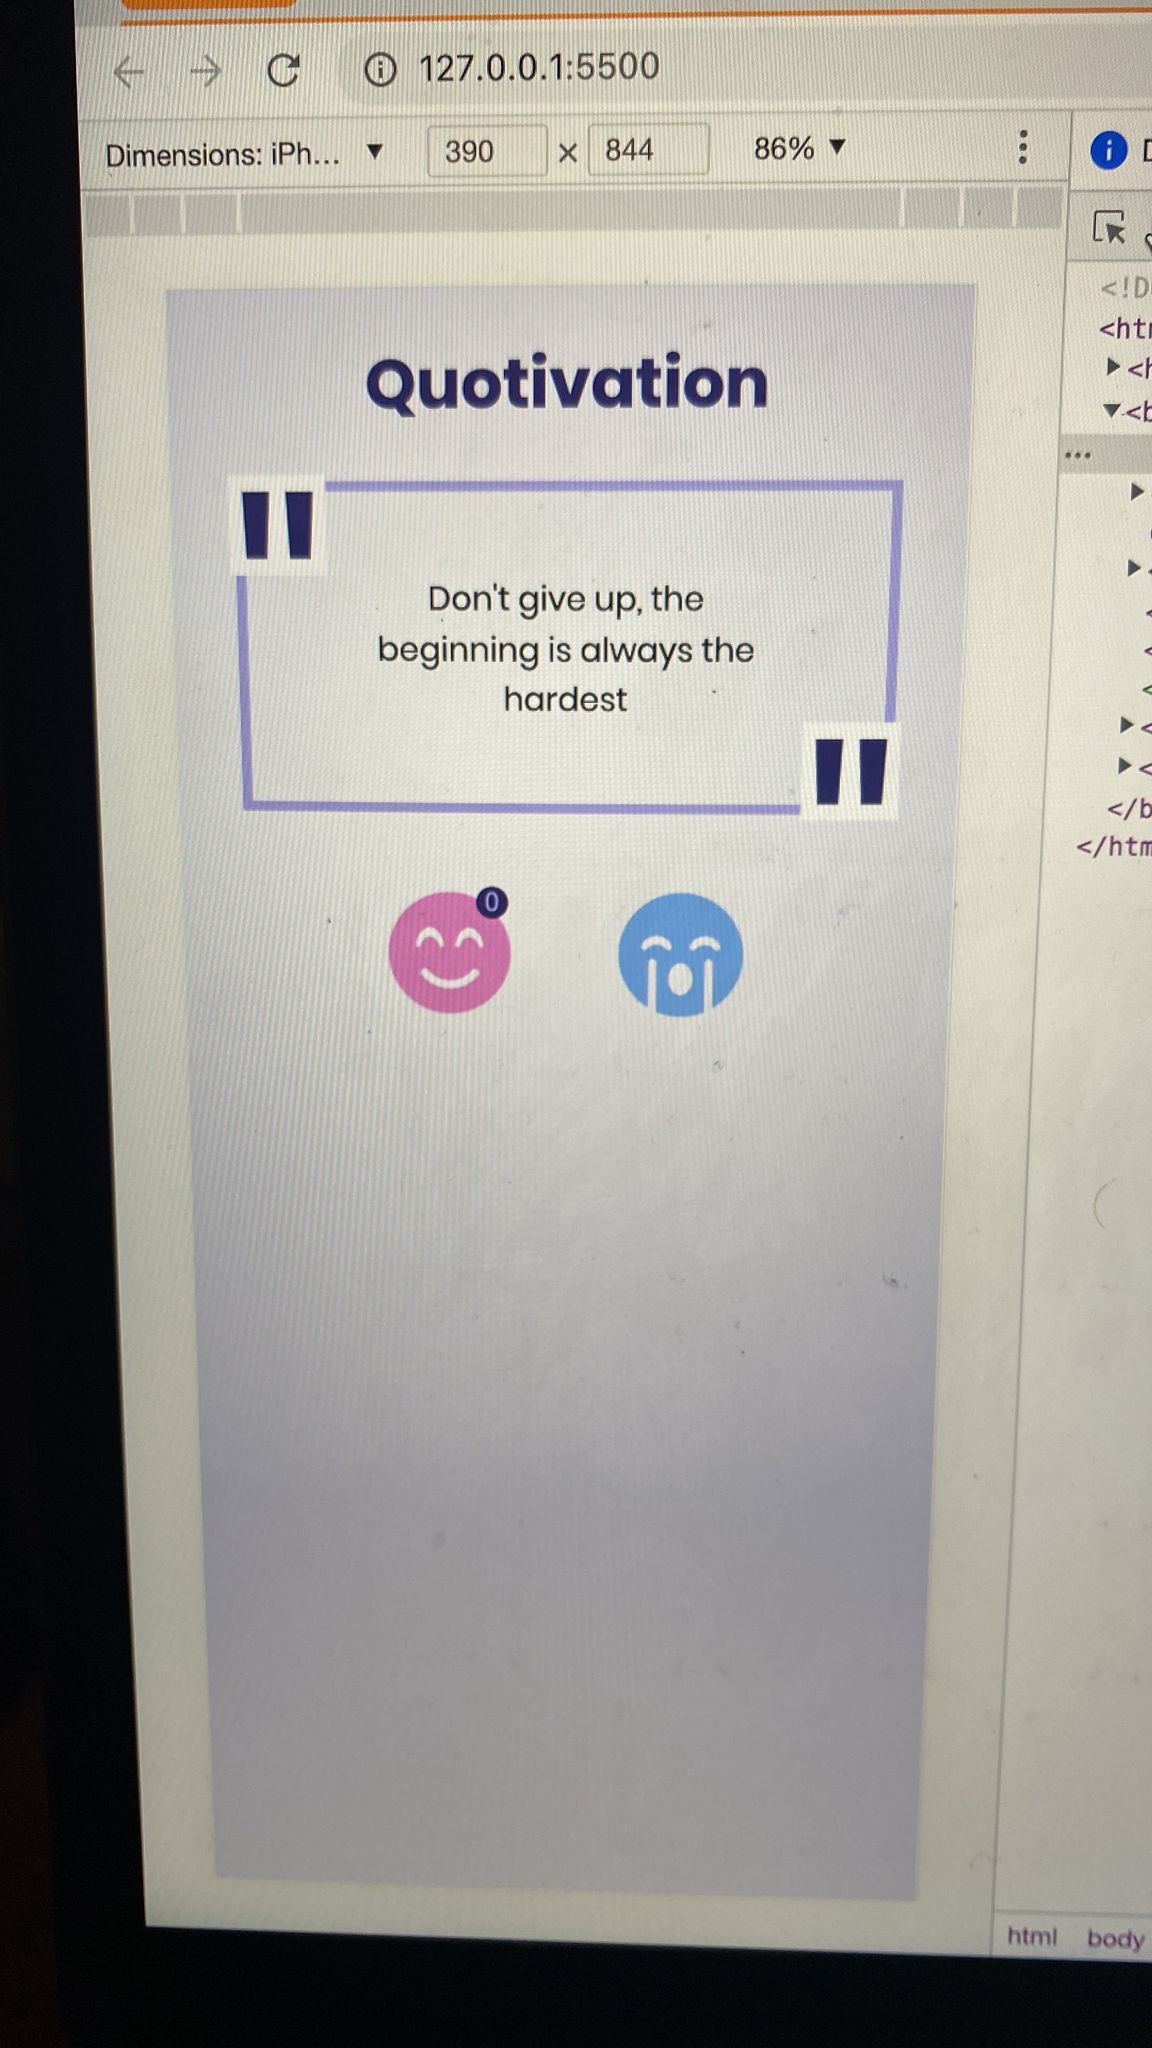 127.0.0.1:5500
Dimensions: iPh... 390 × 844 86%
<!D
<htm
<h
<b
...
Quotivation
"
Don't give up, the
beginning is always the
hardest
"
0
</b
</htm
html body